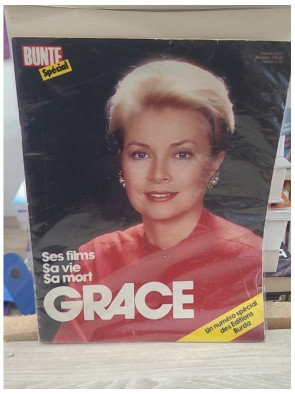 BUNTE
Spécial
Ses films
Sa vie
Sa mort
GRACE
Un numéro spécial
des Editions
Burda